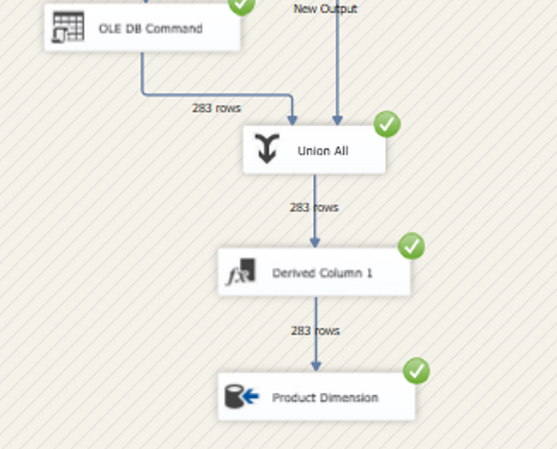 New Output
OLE DB Command
283 rows
Union All
283 rows
Derived Column 1
283 rows
Product Dimension